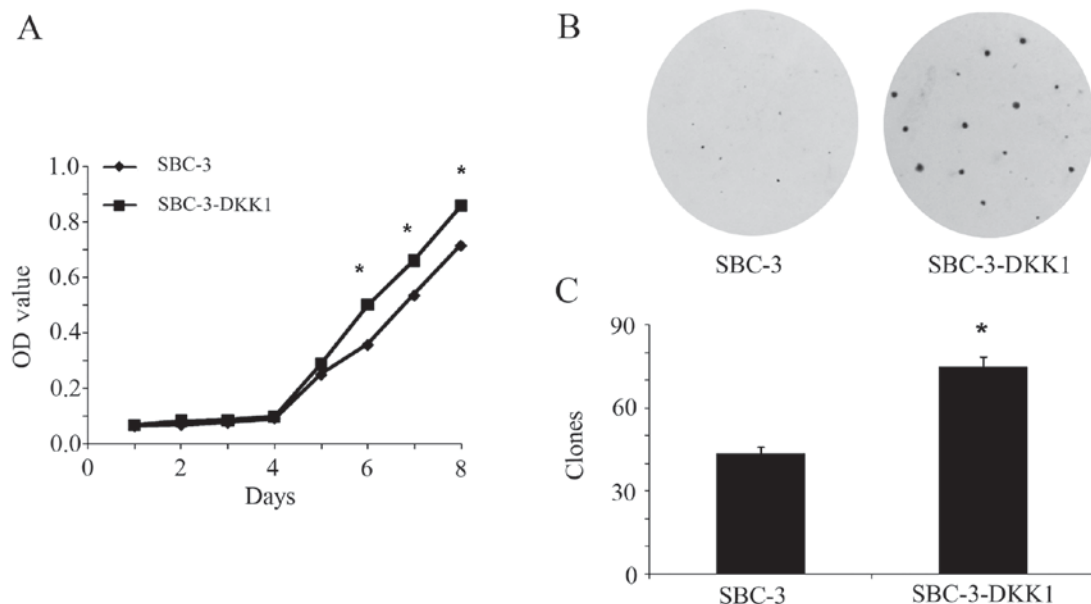 A
SBC-3
SBC-3-DKK1
*
*
*
1.0
0.8
0.6
0.4
0.2
0.0
OD value
0 2 4 6 8
Days
B
SBC-3 SBC-3-DKK1
C
*
90
60
30
0
Clones
SBC-3 SBC-3-DKK1